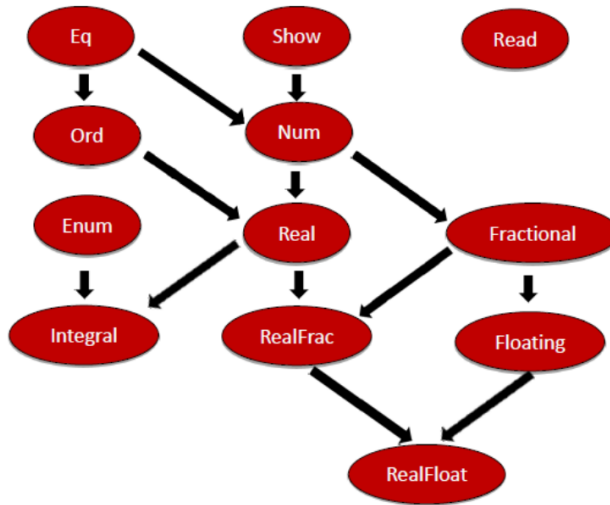 Eq
Show
Read
Ord
Num
Enum
Real
Fractional
Integral
RealFrac
Floating
RealFloat